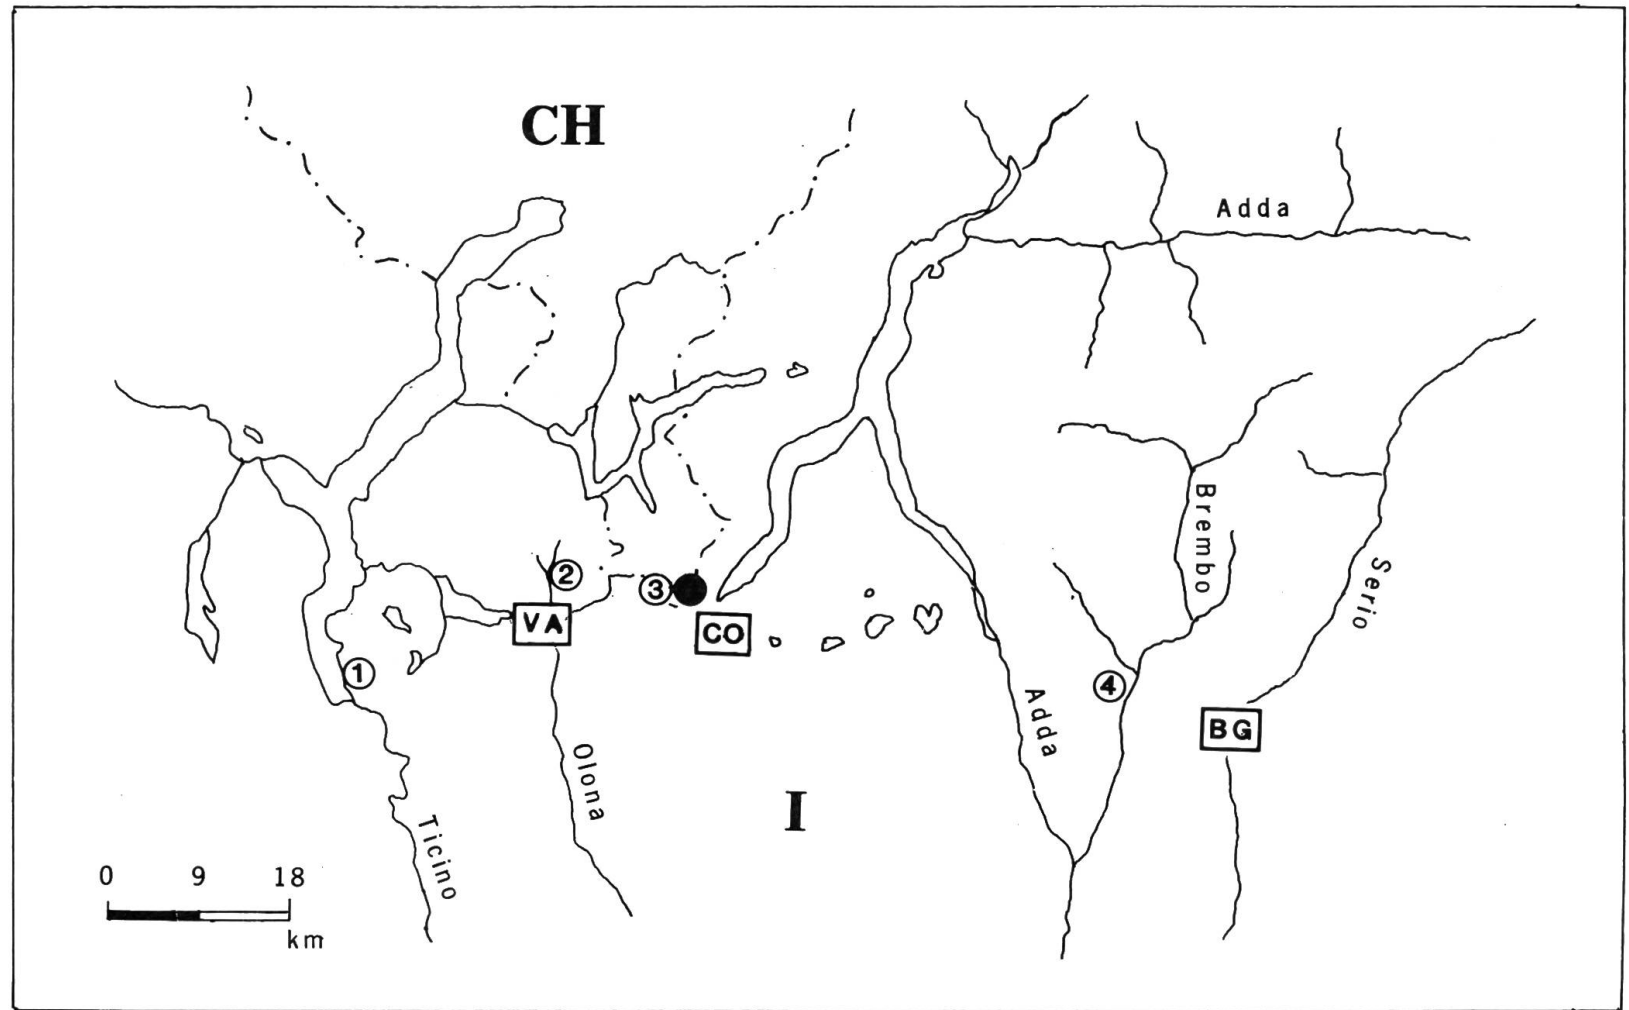 CH
Adda
Brembo
Serio
②
③
VA
CO
①
④
Adda
BG
Olona
I
Ticino
0 9 18
km